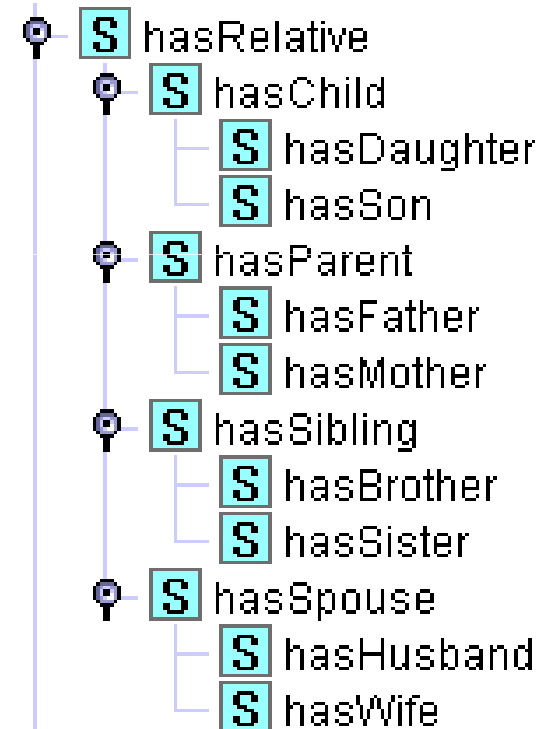 S hasRelative
S hasChild
S hasDaughter
S hasSon
S hasParent
S hasFather
S hasMother
S hasSibling
S hasBrother
S hasSister
S hasSpouse
S hasHusband
S hasWife